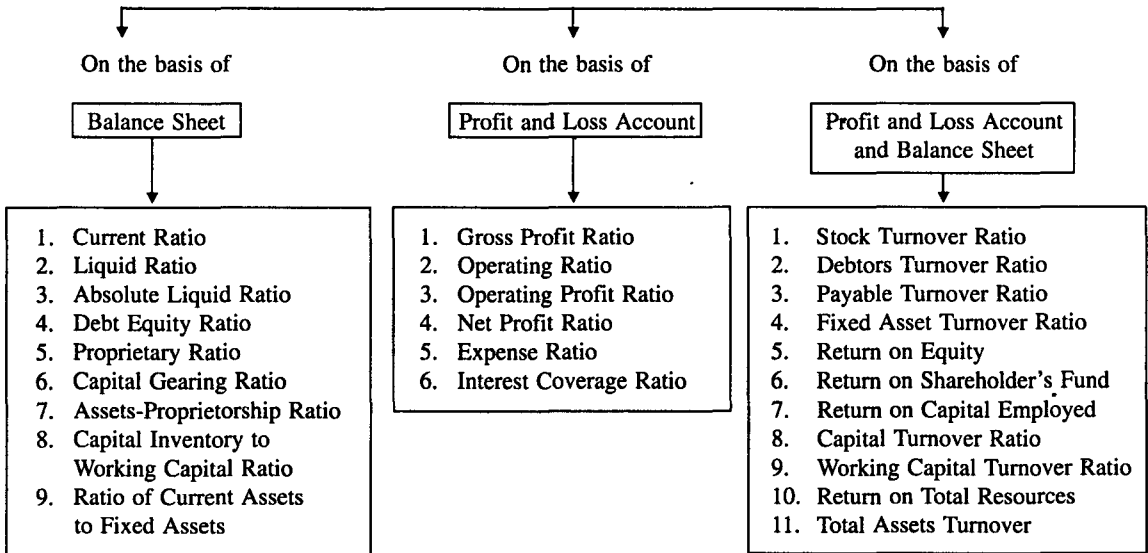 On the basis of
Balance Sheet
1. Current Ratio
2. Liquid Ratio
3. Absolute Liquid Ratio
4. Debt Equity Ratio
5. Proprietary Ratio
6. Capital Gearing Ratio
7. Assets-Proprietorship Ratio
8. Capital Inventory to
Working Capital Ratio
9. Ratio of Current Assets
to Fixed Assets
On the basis of
Profit and Loss Account
1. Gross Profit Ratio
2. Operating Ratio
3. Operating Profit Ratio
4. Net Profit Ratio
5. Expense Ratio
6. Interest Coverage Ratio
On the basis of
Profit and Loss Account
and Balance Sheet
1. Stock Turnover Ratio
2. Debtors Turnover Ratio
3. Payable Turnover Ratio
4. Fixed Asset Turnover Ratio
5. Return on Equity
6. Return on Shareholder's Fund
7. Return on Capital Employed
8. Capital Turnover Ratio
9. Working Capital Turnover Ratio
10. Return on Total Resources
11. Total Assets Turnover